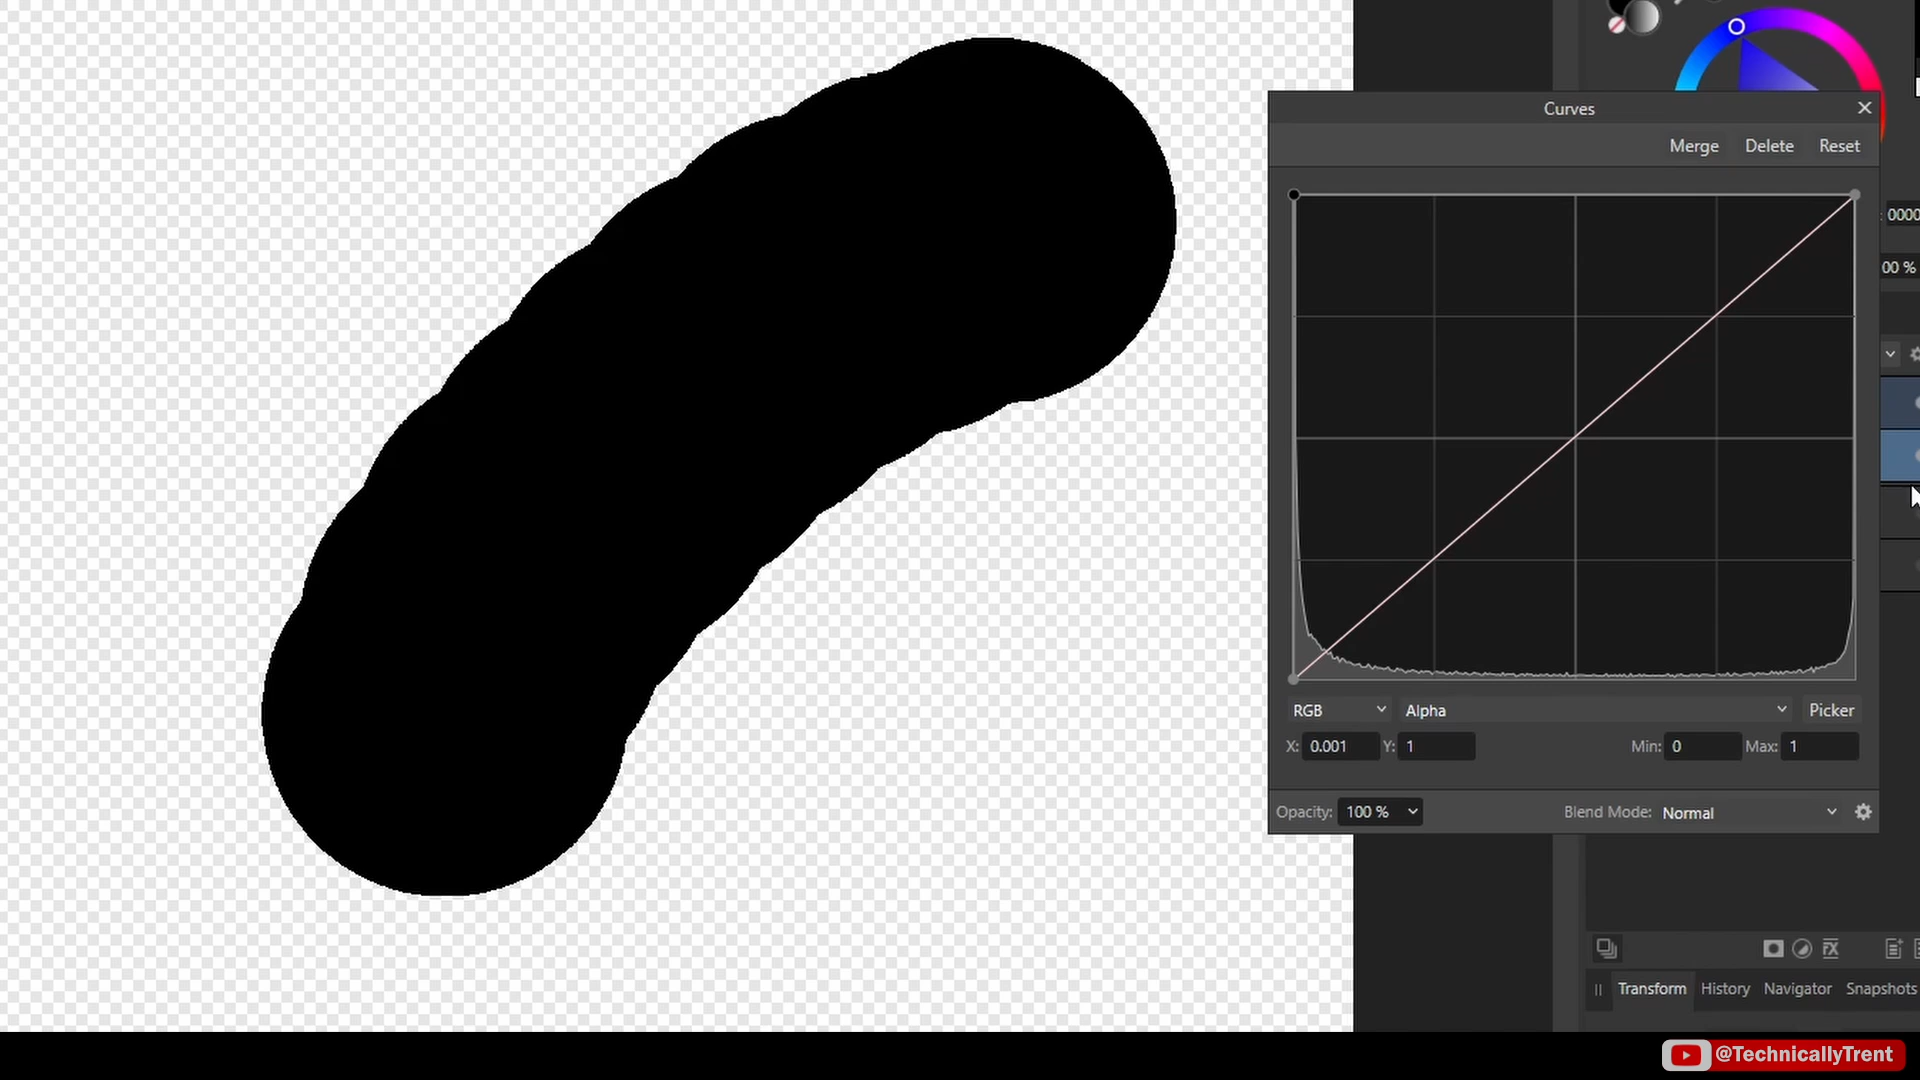 Curves
Merge Delete Reset
: 0000
00 %
RGB Alpha Picker
X: 0.001 Y: 1 Min: 0 Max: 1
Opacity: 100 % Blend Mode: Normal
Transform History Navigator Snapshots
@TechnicallyTrent